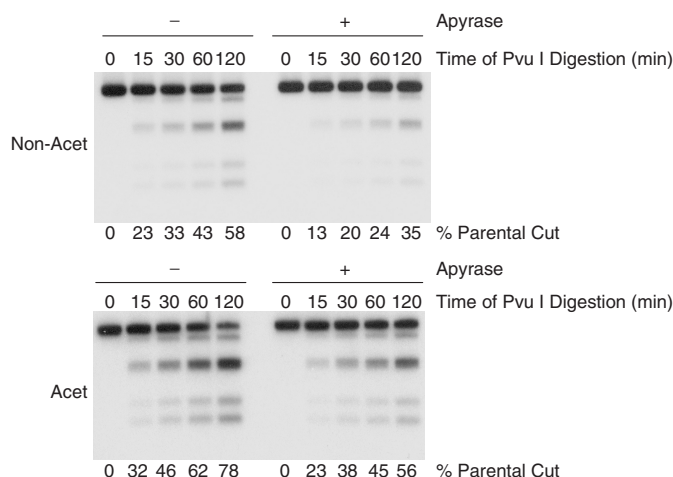 − + Apyrase
0 15 30 60 120 0 15 30 60 120 Time of Pvu I Digestion (min)
Non-Acet
0 23 33 43 58 0 13 20 24 35 % Parental Cut
− + Apyrase
0 15 30 60 120 0 15 30 60 120 Time of Pvu I Digestion (min)
Acet
0 32 46 62 78 0 23 38 45 56 % Parental Cut